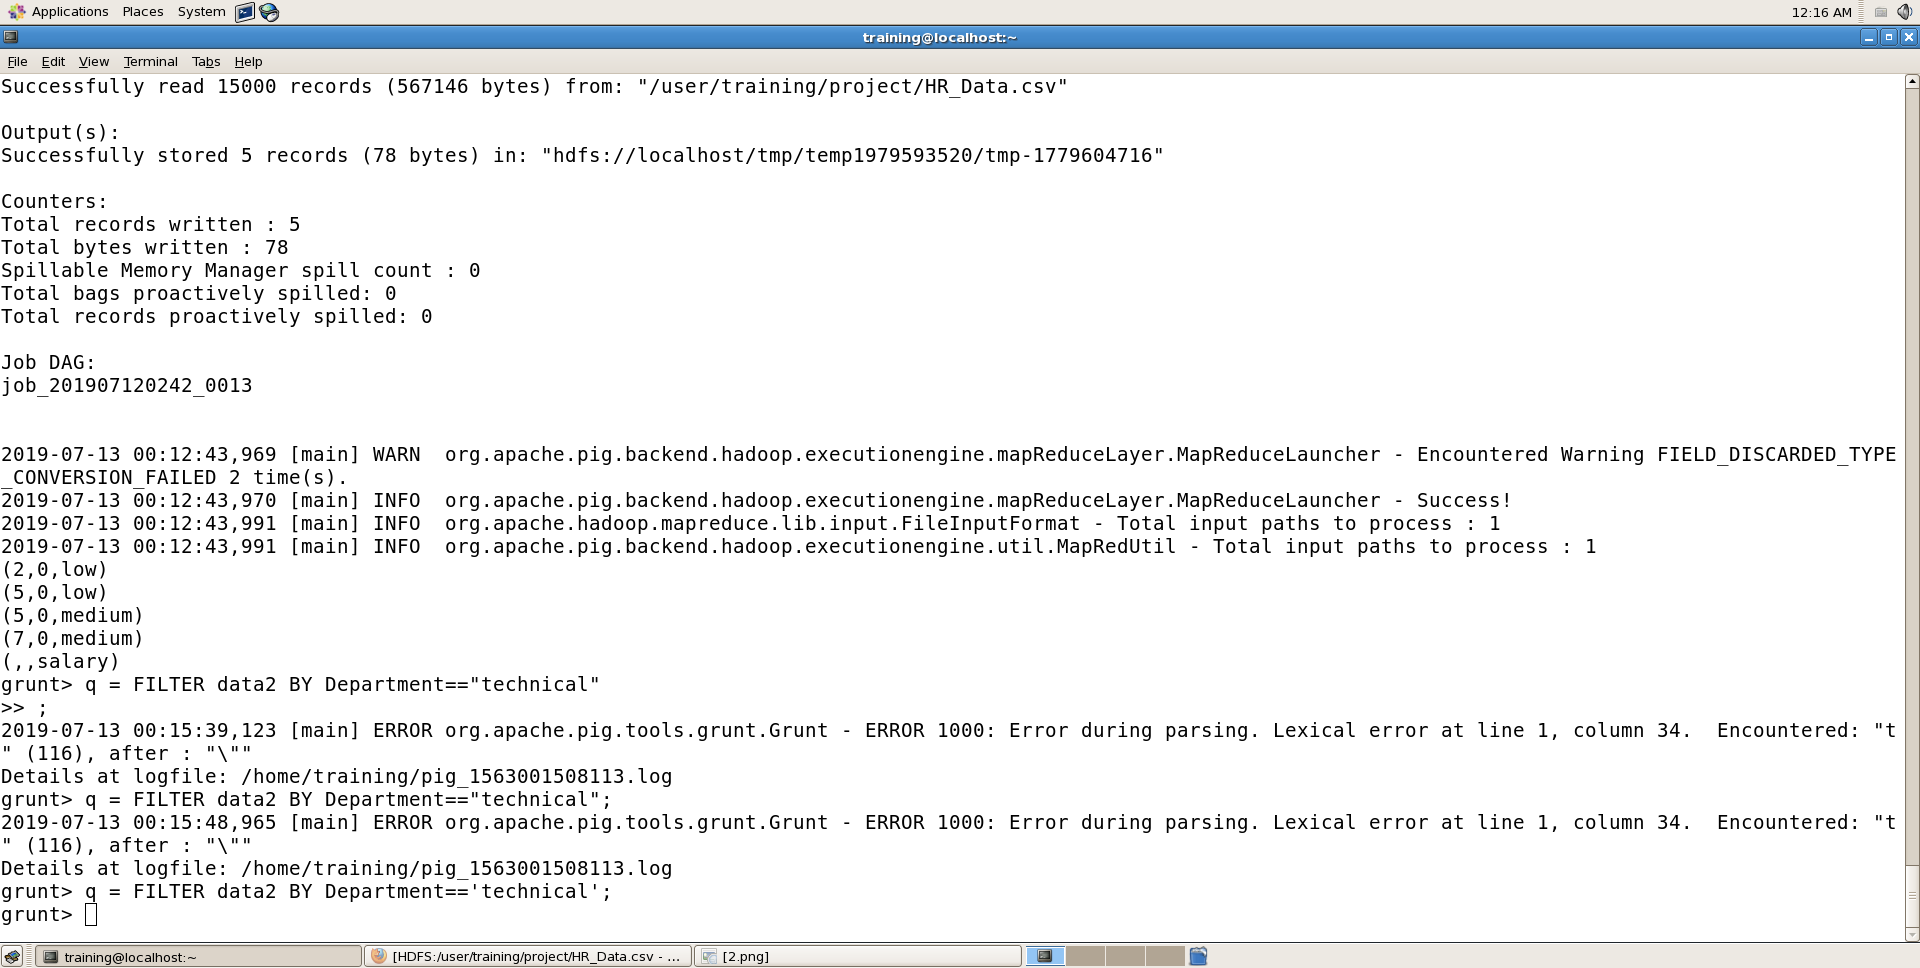 Applications Places System 12:16 AM
training@localhost:~
File Edit View Terminal Tabs Help
Successfully read 15000 records (567146 bytes) from: "/user/training/project/HR_Data.csv"
Output(s):
Successfully stored 5 records (78 bytes) in: "hdfs://localhost/tmp/temp1979593520/tmp-1779604716"
Counters:
Total records written : 5
Total bytes written : 78
Spillable Memory Manager spill count : 0
Total bags proactively spilled: 0
Total records proactively spilled: 0
Job DAG:
job_201907120242_0013
2019-07-13 00:12:43,969 [main] WARN  org.apache.pig.backend.hadoop.executionengine.mapReduceLayer.MapReduceLauncher - Encountered Warning FIELD_DISCARDED_TYPE
_CONVERSION_FAILED 2 time(s).
2019-07-13 00:12:43,970 [main] INFO  org.apache.pig.backend.hadoop.executionengine.mapReduceLayer.MapReduceLauncher - Success!
2019-07-13 00:12:43,991 [main] INFO  org.apache.hadoop.mapreduce.lib.input.FileInputFormat - Total input paths to process : 1
2019-07-13 00:12:43,991 [main] INFO  org.apache.pig.backend.hadoop.executionengine.util.MapRedUtil - Total input paths to process : 1
(2,0,low)
(5,0,low)
(5,0,medium)
(7,0,medium)
(,,salary)
grunt> q = FILTER data2 BY Department=="technical"
>> ;
2019-07-13 00:15:39,123 [main] ERROR org.apache.pig.tools.grunt.Grunt - ERROR 1000: Error during parsing. Lexical error at line 1, column 34.  Encountered: "t
" (116), after : "\""
Details at logfile: /home/training/pig_1563001508113.log
grunt> q = FILTER data2 BY Department=="technical";
2019-07-13 00:15:48,965 [main] ERROR org.apache.pig.tools.grunt.Grunt - ERROR 1000: Error during parsing. Lexical error at line 1, column 34.  Encountered: "t
" (116), after : "\""
Details at logfile: /home/training/pig_1563001508113.log
grunt> q = FILTER data2 BY Department=='technical';
grunt>
training@localhost:~ [HDFS:/user/training/project/HR_Data.csv - ... [2.png]